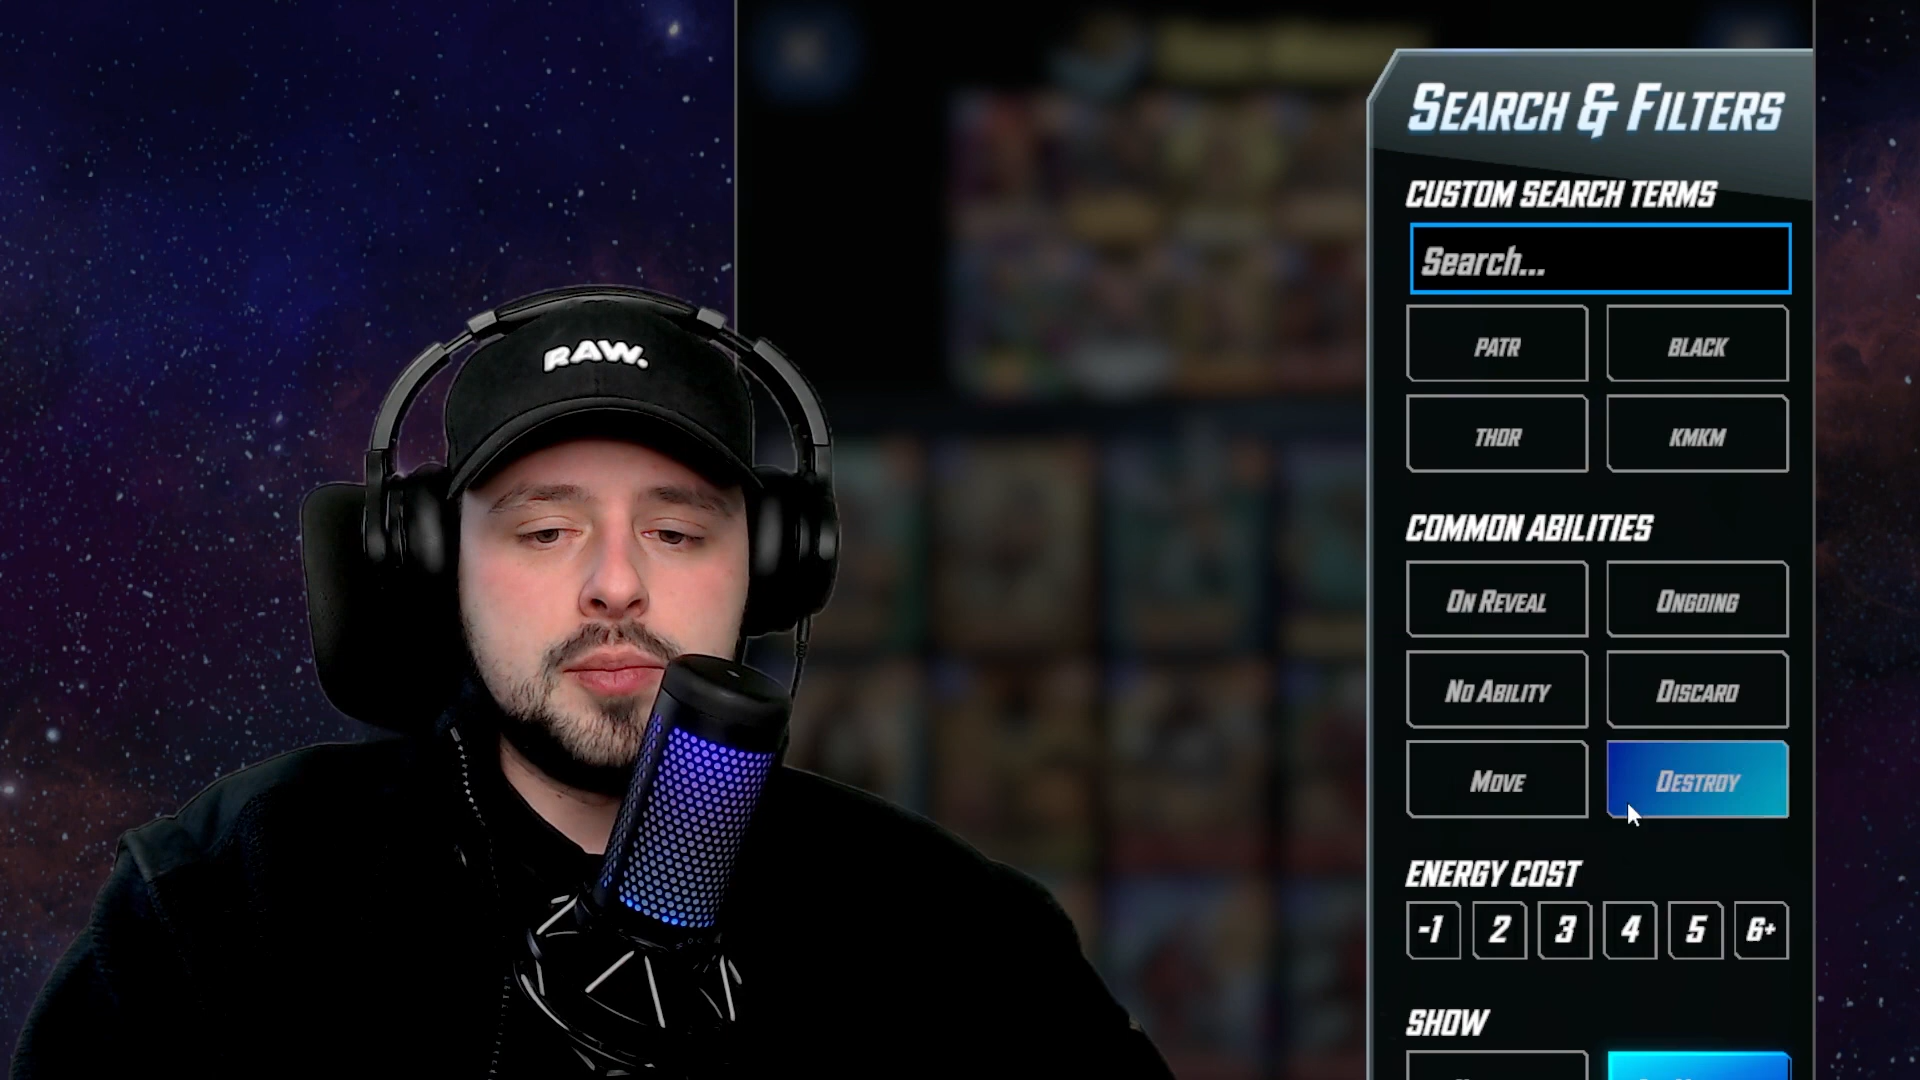 SEARCH & FILTERS
CUSTOM SEARCH TERMS
Search...
PATR
BLACK
THOR
KMKM
COMMON ABILITIES
ON REVEAL
ONGOING
NO ABILITY
DISCARD
MOVE
DESTROY
ENERGY COST
-1 2 3 4 5 6+
SHOW
RAW.